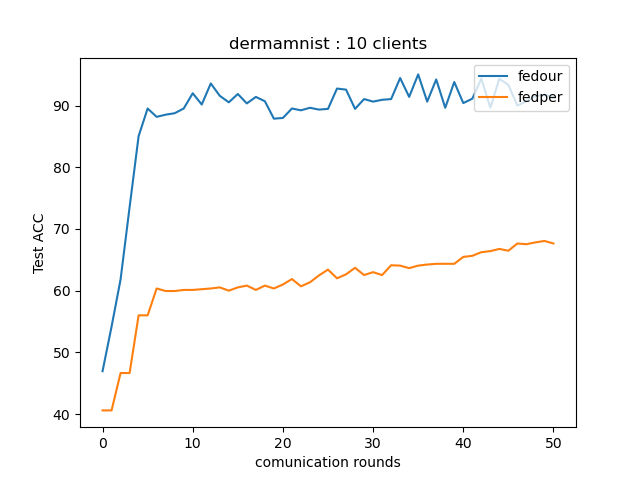 dermamnist : 10 clients
fedour
fedper
Test ACC
90
80
70
60
50
40
0 10 20 30 40 50
comunication rounds